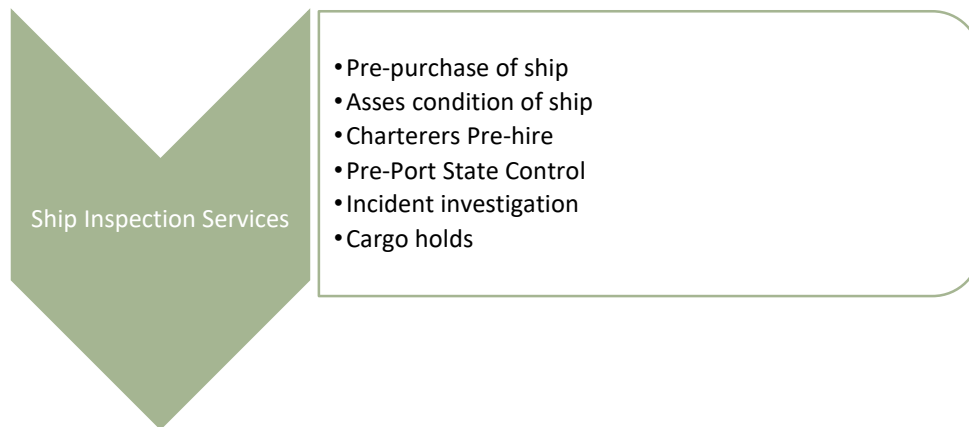 Ship Inspection Services
•Pre-purchase of ship
•Asses condition of ship
•Charterers Pre-hire
•Pre-Port State Control
•Incident investigation
•Cargo holds